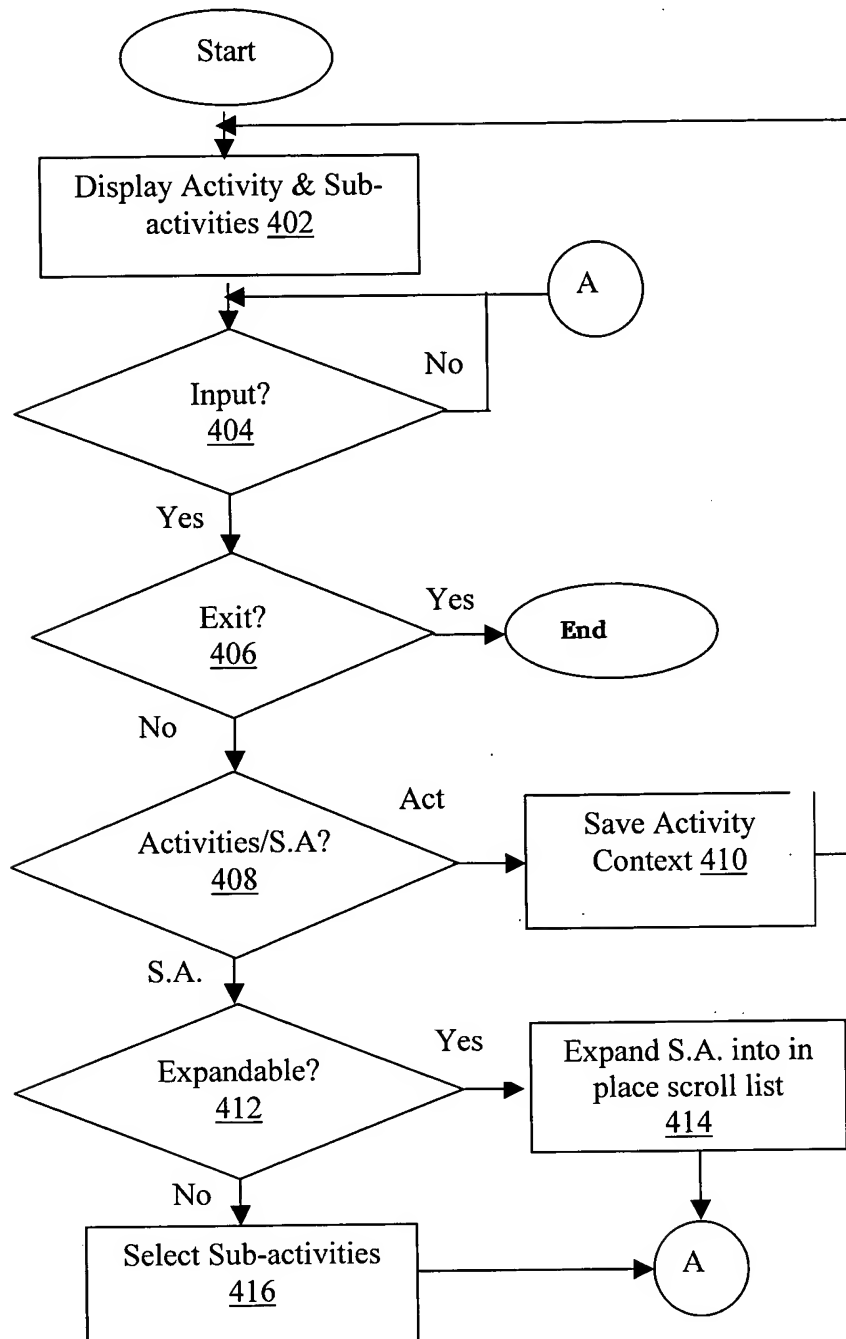 Start
Display Activity & Sub-
activities 402
A
No
Input?
404
Yes
Exit?
406
Yes
End
No
Act
Activities/S.A?
408
Save Activity
Context 410
S.A.
Yes
Expandable?
412
Expand S.A. into in
place scroll list
414
No
Select Sub-activities
416
A